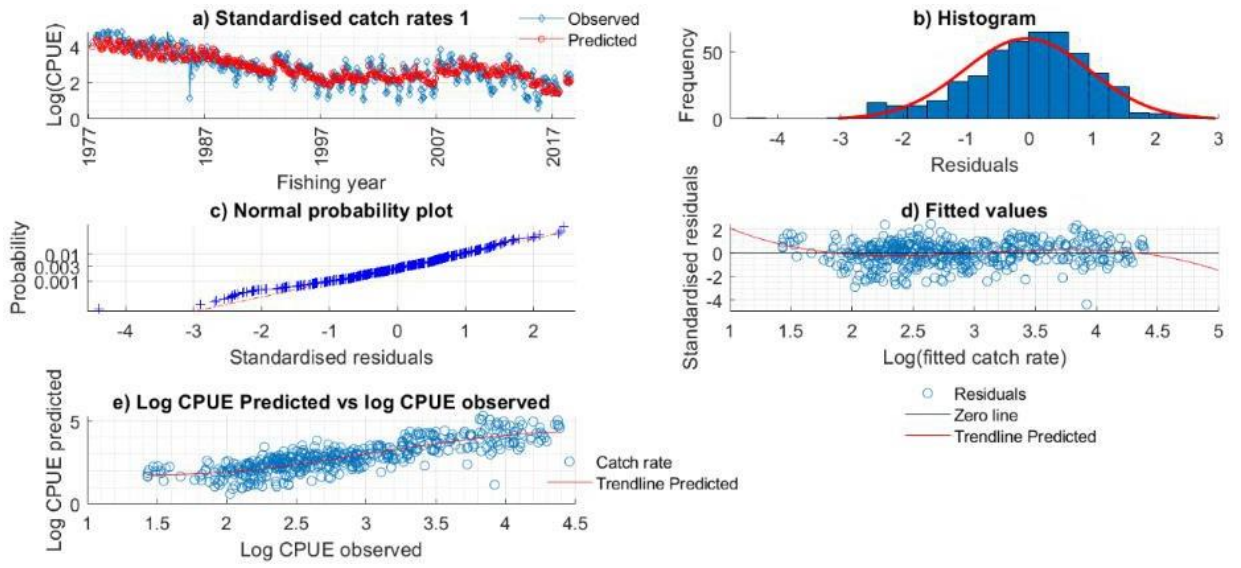 a) Standardised catch rates 1
Observed
Predicted
Log(CPUE)
4
2
0
1977
1987
1997
2007
2017
Fishing year
b) Histogram
Frequency
50
0
-4
-3
-2
-1
0
1
2
3
Residuals
c) Normal probability plot
Probability
0.01
0.003
0.001
-4
-3
-2
-1
0
1
2
Standardised residuals
d) Fitted values
Standardised residuals
2
0
-2
-4
1
1.5
2
2.5
3
3.5
4
4.5
5
Log(fitted catch rate)
Residuals
Zero line
Trendline Predicted
e) Log CPUE Predicted vs log CPUE observed
Log CPUE predicted
5
0
1
1.5
2
2.5
3
3.5
4
4.5
Log CPUE observed
Catch rate
Trendline Predicted